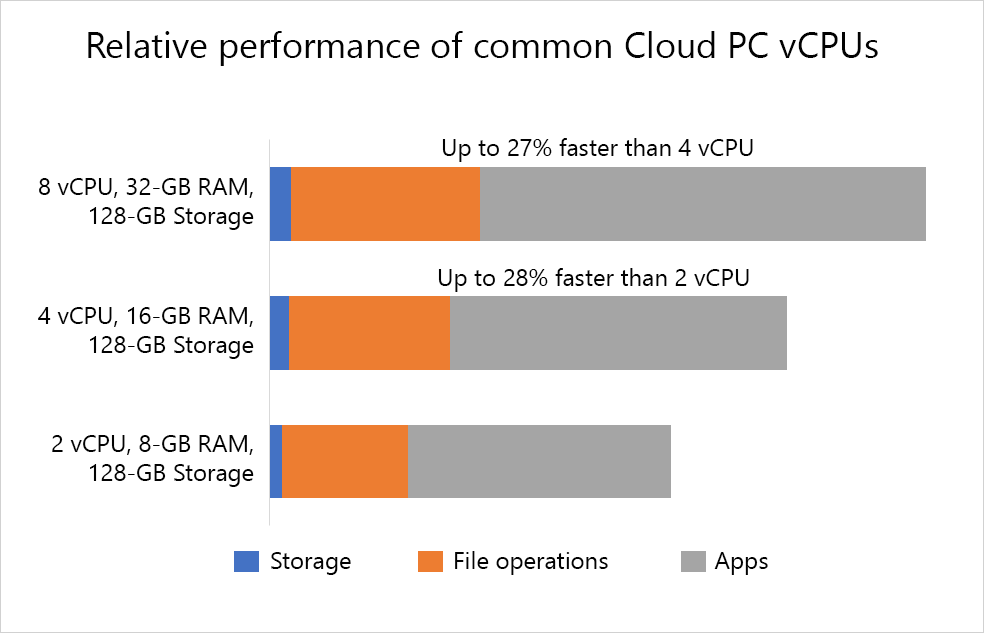 Relative performance of common Cloud PC vCPUs
Up to 27% faster than 4 vCPU
8 vCPU, 32-GB RAM,
128-GB Storage
Up to 28% faster than 2 vCPU
4 vCPU, 16-GB RAM,
128-GB Storage
2 vCPU, 8-GB RAM,
128-GB Storage
Storage
File operations
Apps